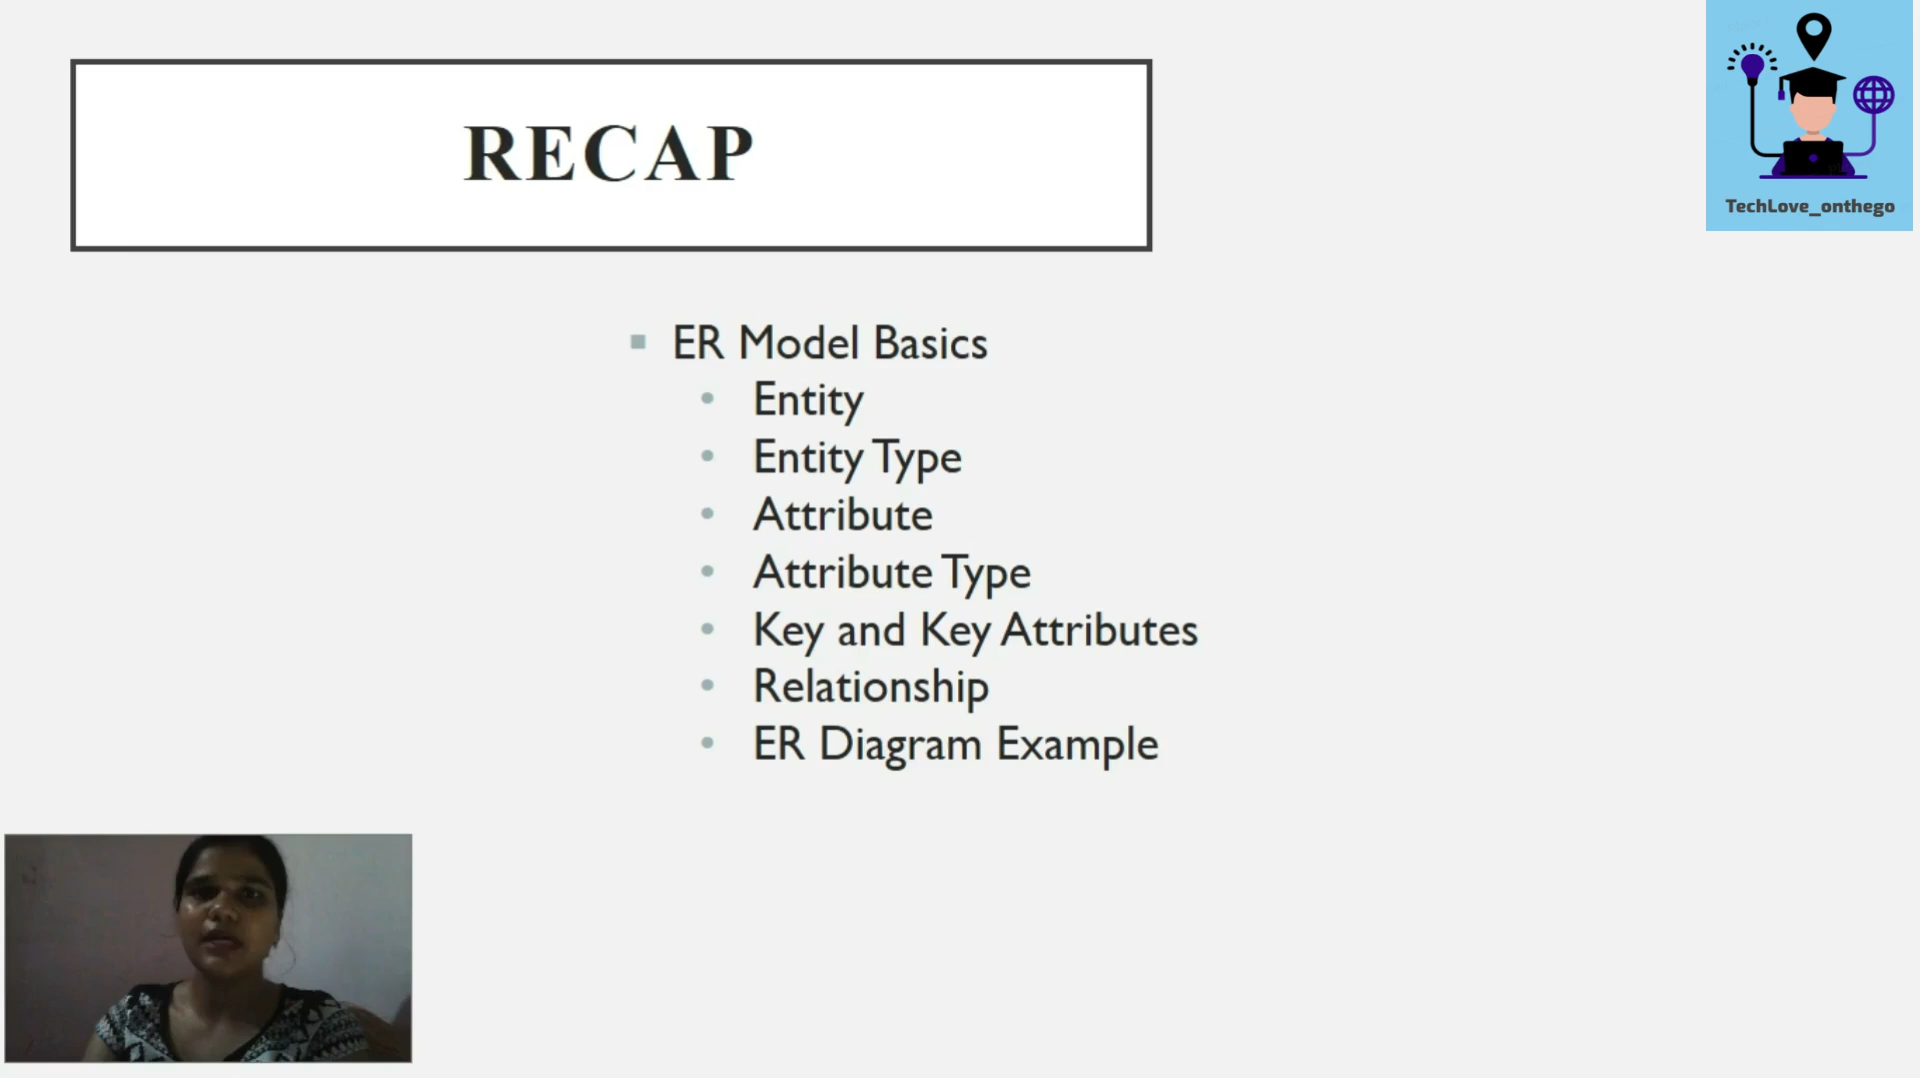 RECAP
TechLove_onthego
ER Model Basics
Entity
Entity Type
Attribute
Attribute Type
Key and Key Attributes
Relationship
ER Diagram Example